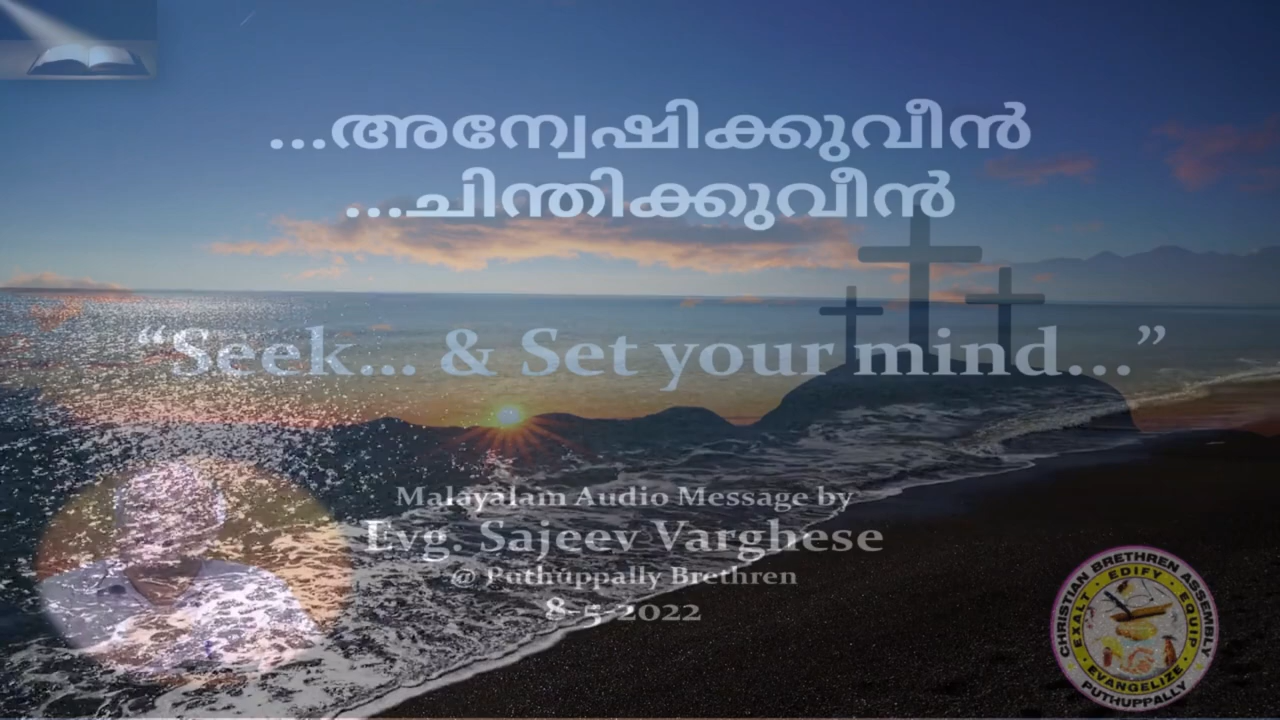 ...അന്വേഷിക്കുവീൻ
...ചിന്തിക്കുവീൻ
“Seek... & Set your mind...”
Malayalam Audio Message by
Evg. Sajeev Varghese
@ Puthuppally Brethren
8-5-2022
CHRISTIAN BRETHREN ASSEMBLY
EXALT · EDIFY · EQUIP
EVANGELIZE
PUTHUPPALLY